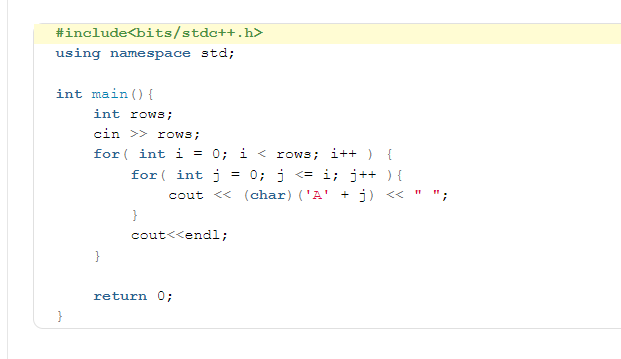 #include<bits/stdc++.h>
using namespace std;
int main(){
int rows;
cin >> rows;
for( int i = 0; i < rows; i++ ) {
for( int j = 0; j <= i; j++ ){
cout << (char)('A' + j) << " ";
}
cout<<endl;
}
return 0;
}